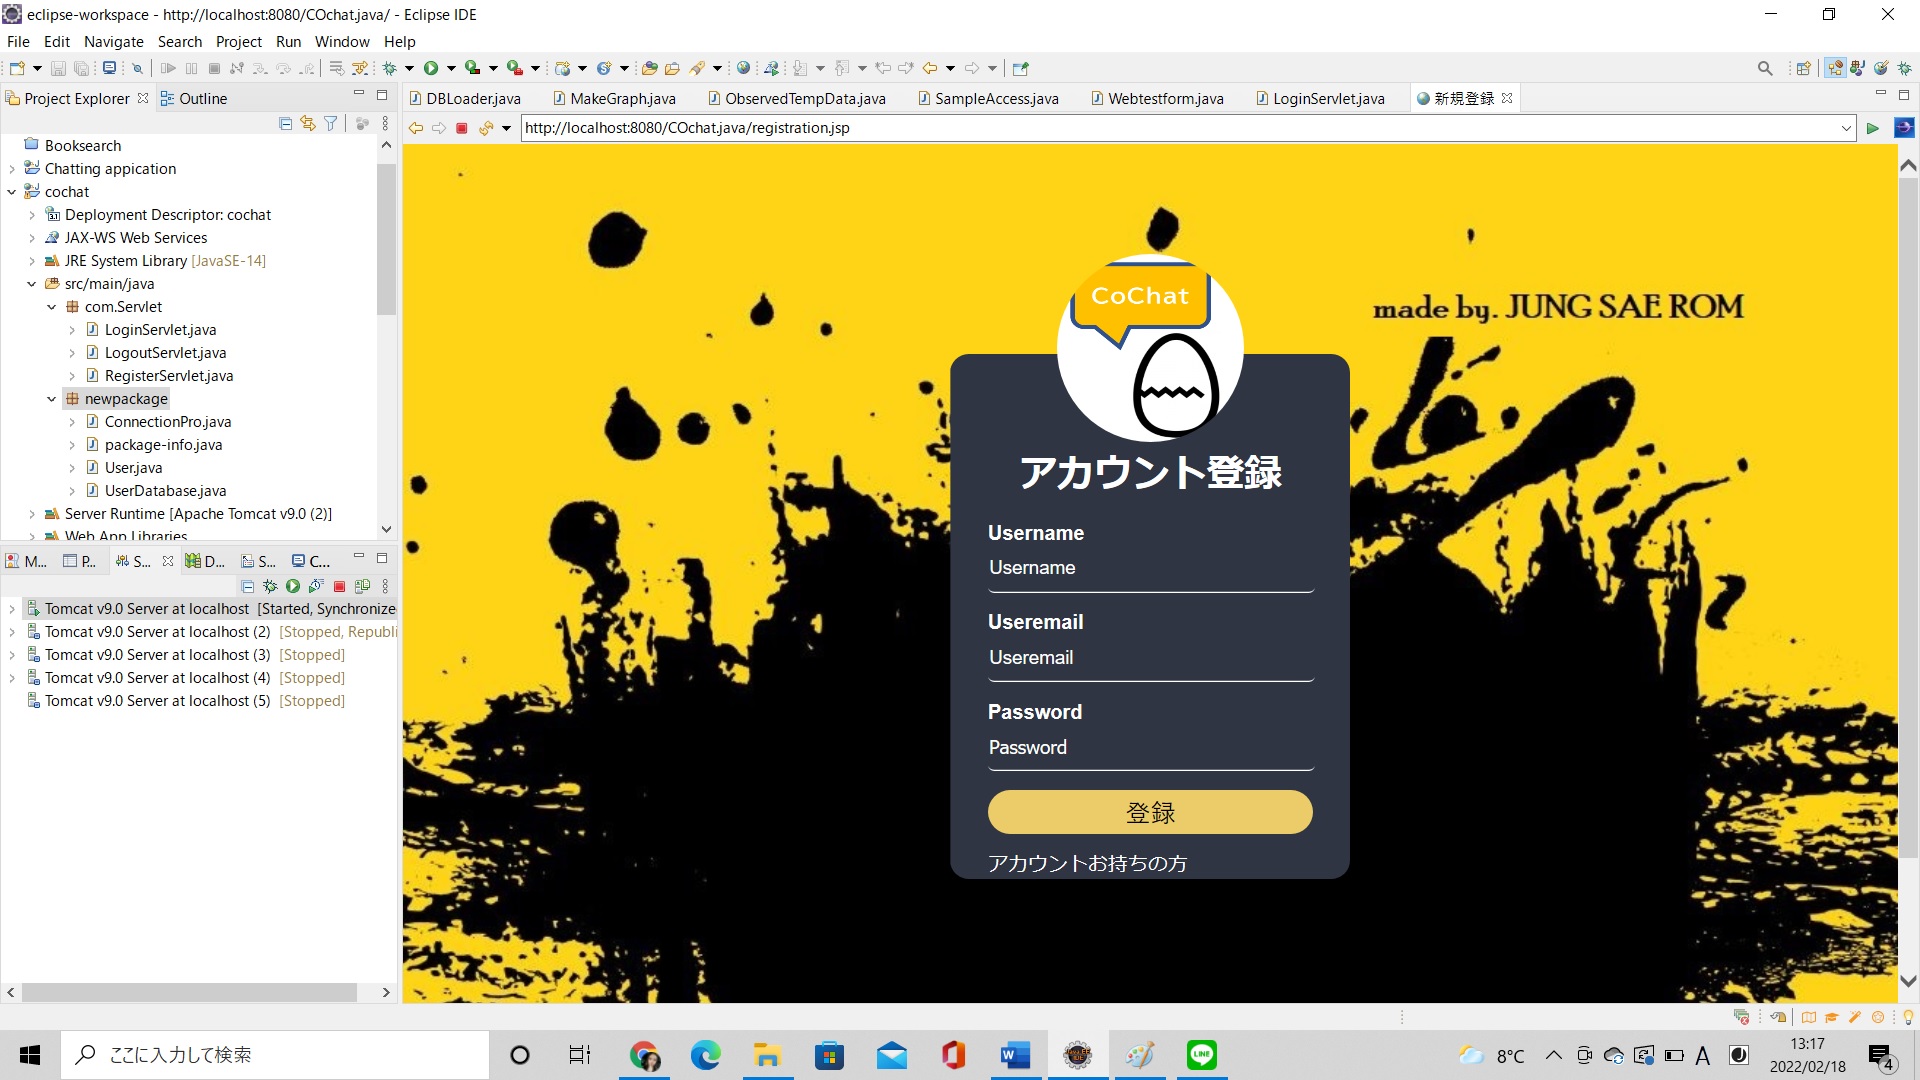 eclipse-workspace - http://localhost:8080/COchat.java/ - Eclipse IDE
File Edit Navigate Search Project Run Window Help
Project Explorer
Outline
DBLoader.java
MakeGraph.java
ObservedTempData.java
SampleAccess.java
Webtestform.java
LoginServlet.java
新規登録
http://localhost:8080/COchat.java/registration.jsp
Booksearch
Chatting appication
cochat
Deployment Descriptor: cochat
JAX-WS Web Services
JRE System Library [JavaSE-14]
src/main/java
com.Servlet
LoginServlet.java
LogoutServlet.java
RegisterServlet.java
newpackage
ConnectionPro.java
package-info.java
User.java
UserDatabase.java
Server Runtime [Apache Tomcat v9.0 (2)]
Web App Libraries
M...
P...
S...
D...
S...
C...
Tomcat v9.0 Server at localhost [Started, Synchronize
Tomcat v9.0 Server at localhost (2) [Stopped, Republi
Tomcat v9.0 Server at localhost (3) [Stopped]
Tomcat v9.0 Server at localhost (4) [Stopped]
Tomcat v9.0 Server at localhost (5) [Stopped]
CoChat
made by. JUNG SAE ROM
アカウント登録
Username
Username
Useremail
Useremail
Password
Password
登録
アカウントお持ちの方
ここに入力して検索
LINE
8°C
A
J
13:17
2022/02/18
4